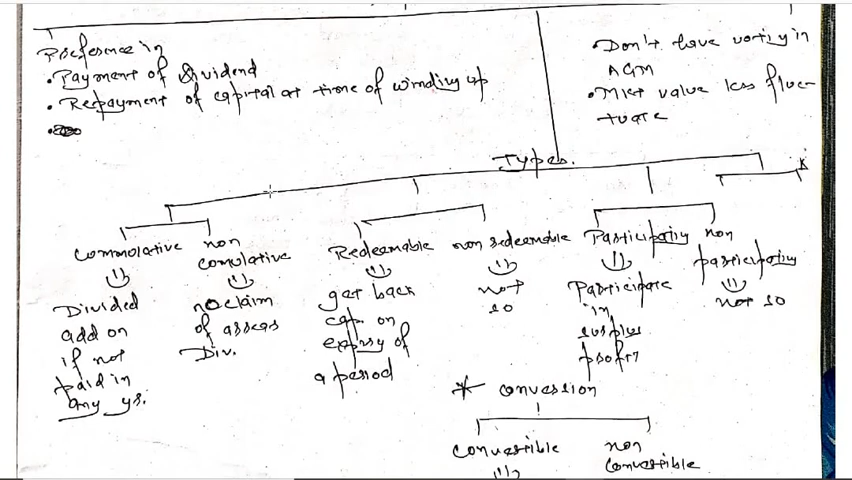 Preference in
• Payment of dividend
• Repayment of capital at time of winding up
• Don't have voting in
AGM
• Mket value less fluc-
tuate
Types.
Commolative
non
comulative
Redeemable
non redeemable
Participating
non
participating
Divided
add on
if not
paid in
any yr.
no claim
of arreas
Div.
get back
cap. on
expiry of
a period
not
so
Participate
in
surplus
profit
not so
* conversion
convertible
non
convertible